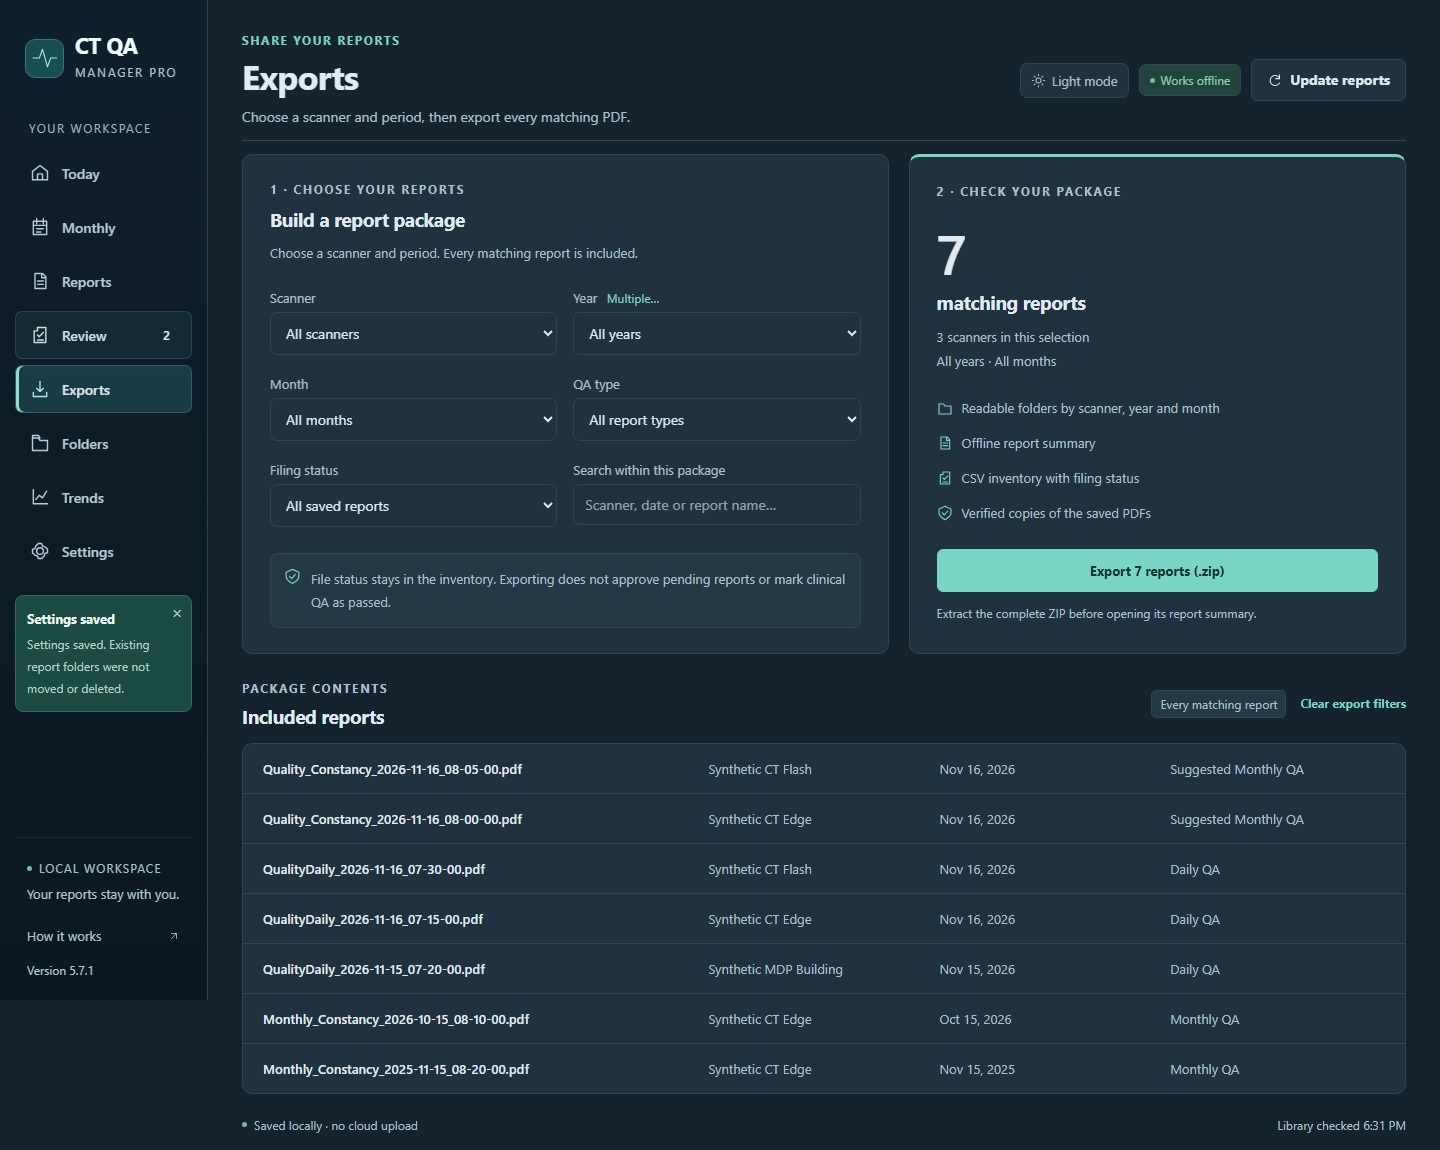 CT QA
MANAGER PRO
YOUR WORKSPACE
Today
Monthly
Reports
Review 2
Exports
Folders
Trends
Settings
Settings saved ×
Settings saved. Existing
report folders were not
moved or deleted.
• LOCAL WORKSPACE
Your reports stay with you.
How it works
Version 5.7.1
SHARE YOUR REPORTS
Exports
Choose a scanner and period, then export every matching PDF.
Light mode
• Works offline
Update reports
1 · CHOOSE YOUR REPORTS
Build a report package
Choose a scanner and period. Every matching report is included.
Scanner
All scanners
Year Multiple...
All years
Month
All months
QA type
All report types
Filing status
All saved reports
Search within this package
Scanner, date or report name...
File status stays in the inventory. Exporting does not approve pending reports or mark clinical
QA as passed.
2 · CHECK YOUR PACKAGE
7
matching reports
3 scanners in this selection
All years · All months
Readable folders by scanner, year and month
Offline report summary
CSV inventory with filing status
Verified copies of the saved PDFs
Export 7 reports (.zip)
Extract the complete ZIP before opening its report summary.
PACKAGE CONTENTS
Included reports
Every matching report
Clear export filters
Quality_Constancy_2026-11-16_08-05-00.pdf Synthetic CT Flash Nov 16, 2026 Suggested Monthly QA
Quality_Constancy_2026-11-16_08-00-00.pdf Synthetic CT Edge Nov 16, 2026 Suggested Monthly QA
QualityDaily_2026-11-16_07-30-00.pdf Synthetic CT Flash Nov 16, 2026 Daily QA
QualityDaily_2026-11-16_07-15-00.pdf Synthetic CT Edge Nov 16, 2026 Daily QA
QualityDaily_2026-11-15_07-20-00.pdf Synthetic MDP Building Nov 15, 2026 Daily QA
Monthly_Constancy_2026-10-15_08-10-00.pdf Synthetic CT Edge Oct 15, 2026 Monthly QA
Monthly_Constancy_2025-11-15_08-20-00.pdf Synthetic CT Edge Nov 15, 2025 Monthly QA
• Saved locally · no cloud upload
Library checked 6:31 PM